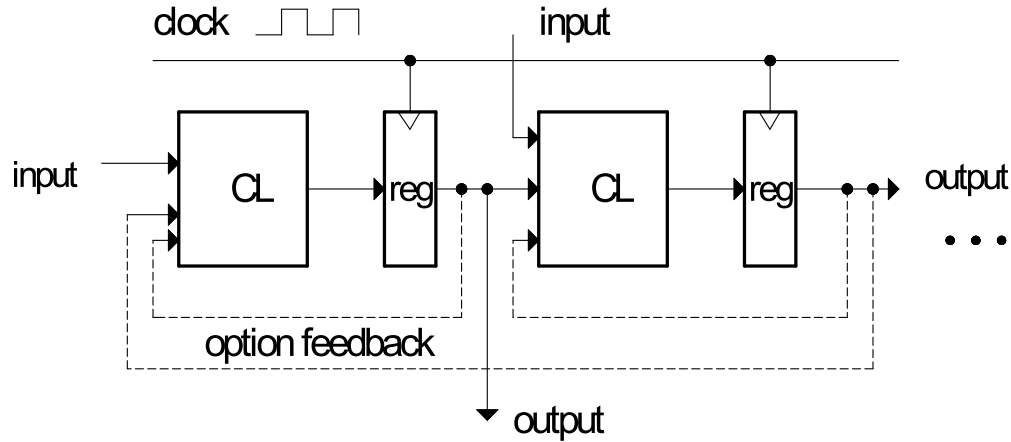 clock
input
input
CL
reg
CL
reg
output
option feedback
output